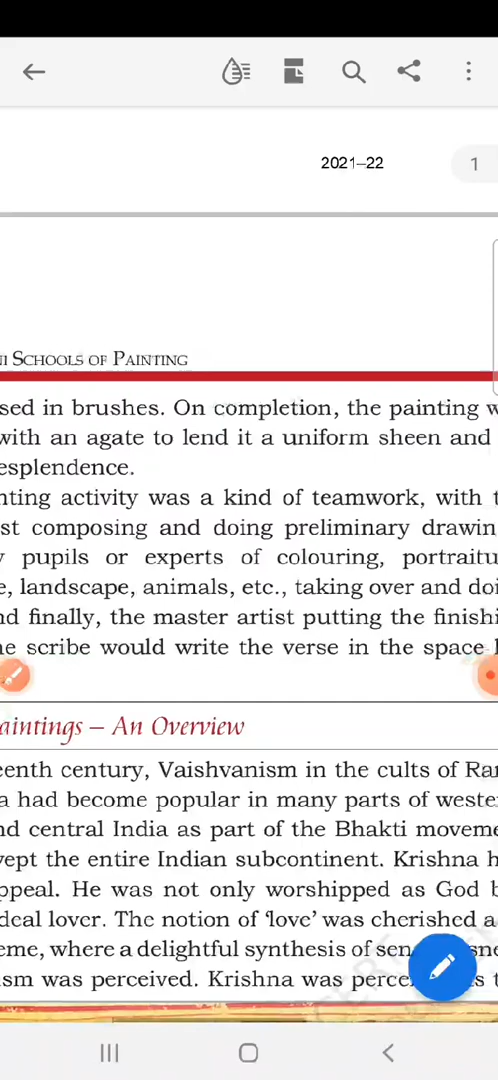 2021–22
1
SCHOOLS OF PAINTING
sed in brushes. On completion, the painting
with an agate to lend it a uniform sheen and
esplendence.
nting activity was a kind of teamwork, with
st composing and doing preliminary drawin
pupils or experts of colouring, portraitu
e, landscape, animals, etc., taking over and doi
nd finally, the master artist putting the finishi
e scribe would write the verse in the space
aintings – An Overview
eenth century, Vaishvanism in the cults of Ra
a had become popular in many parts of weste
nd central India as part of the Bhakti moveme
ept the entire Indian subcontinent. Krishna h
ppeal. He was not only worshipped as God b
deal lover. The notion of ‘love’ was cherished a
eme, where a delightful synthesis of
ism was perceived. Krishna was